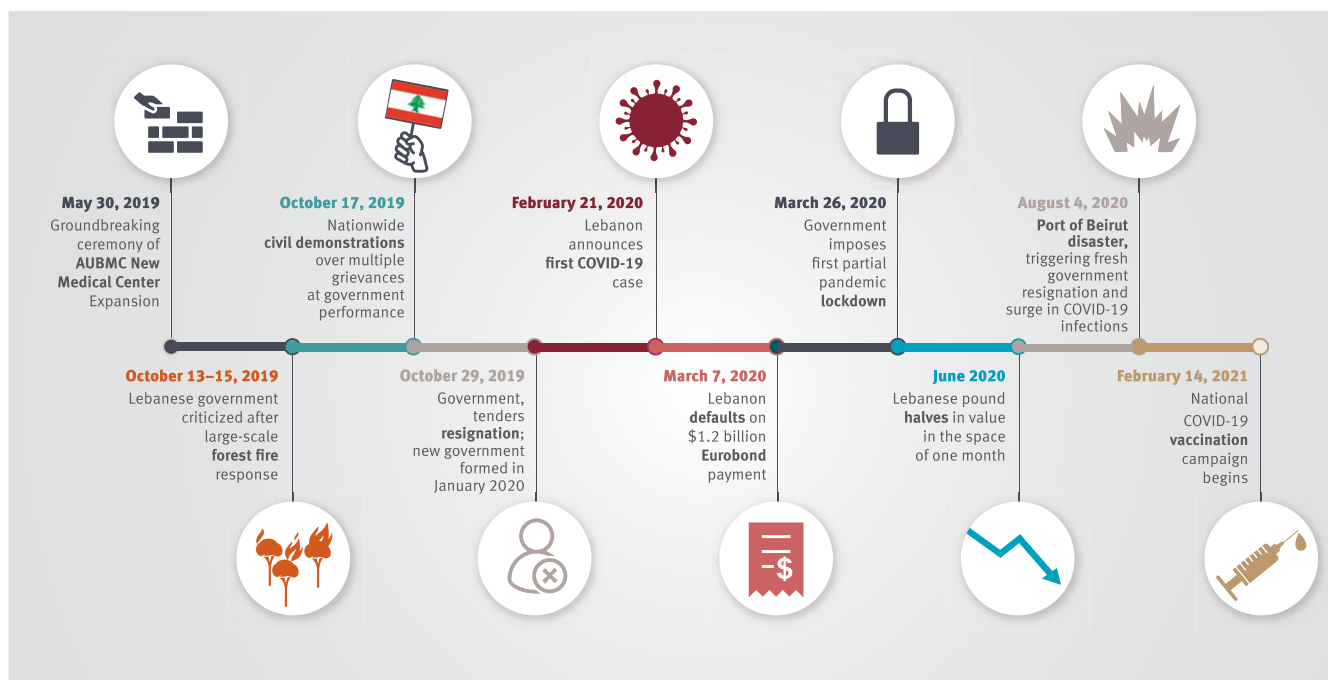 May 30, 2019
Groundbreaking
ceremony of
AUBMC New
Medical Center
Expansion
October 17, 2019
Nationwide
civil demonstrations
over multiple
grievances
at government
performance
February 21, 2020
Lebanon
announces
first COVID-19
case
March 26, 2020
Government
imposes
first partial
pandemic
lockdown
August 4, 2020
Port of Beirut
disaster,
triggering fresh
government
resignation and
surge in COVID-19
infections
October 13–15, 2019
Lebanese government
criticized after
large-scale
forest fire
response
October 29, 2019
Government,
tenders
resignation;
new government
formed in
January 2020
March 7, 2020
Lebanon
defaults on
$1.2 billion
Eurobond
payment
-$
June 2020
Lebanese pound
halves in value
in the space
of one month
February 14, 2021
National
COVID-19
vaccination
campaign
begins